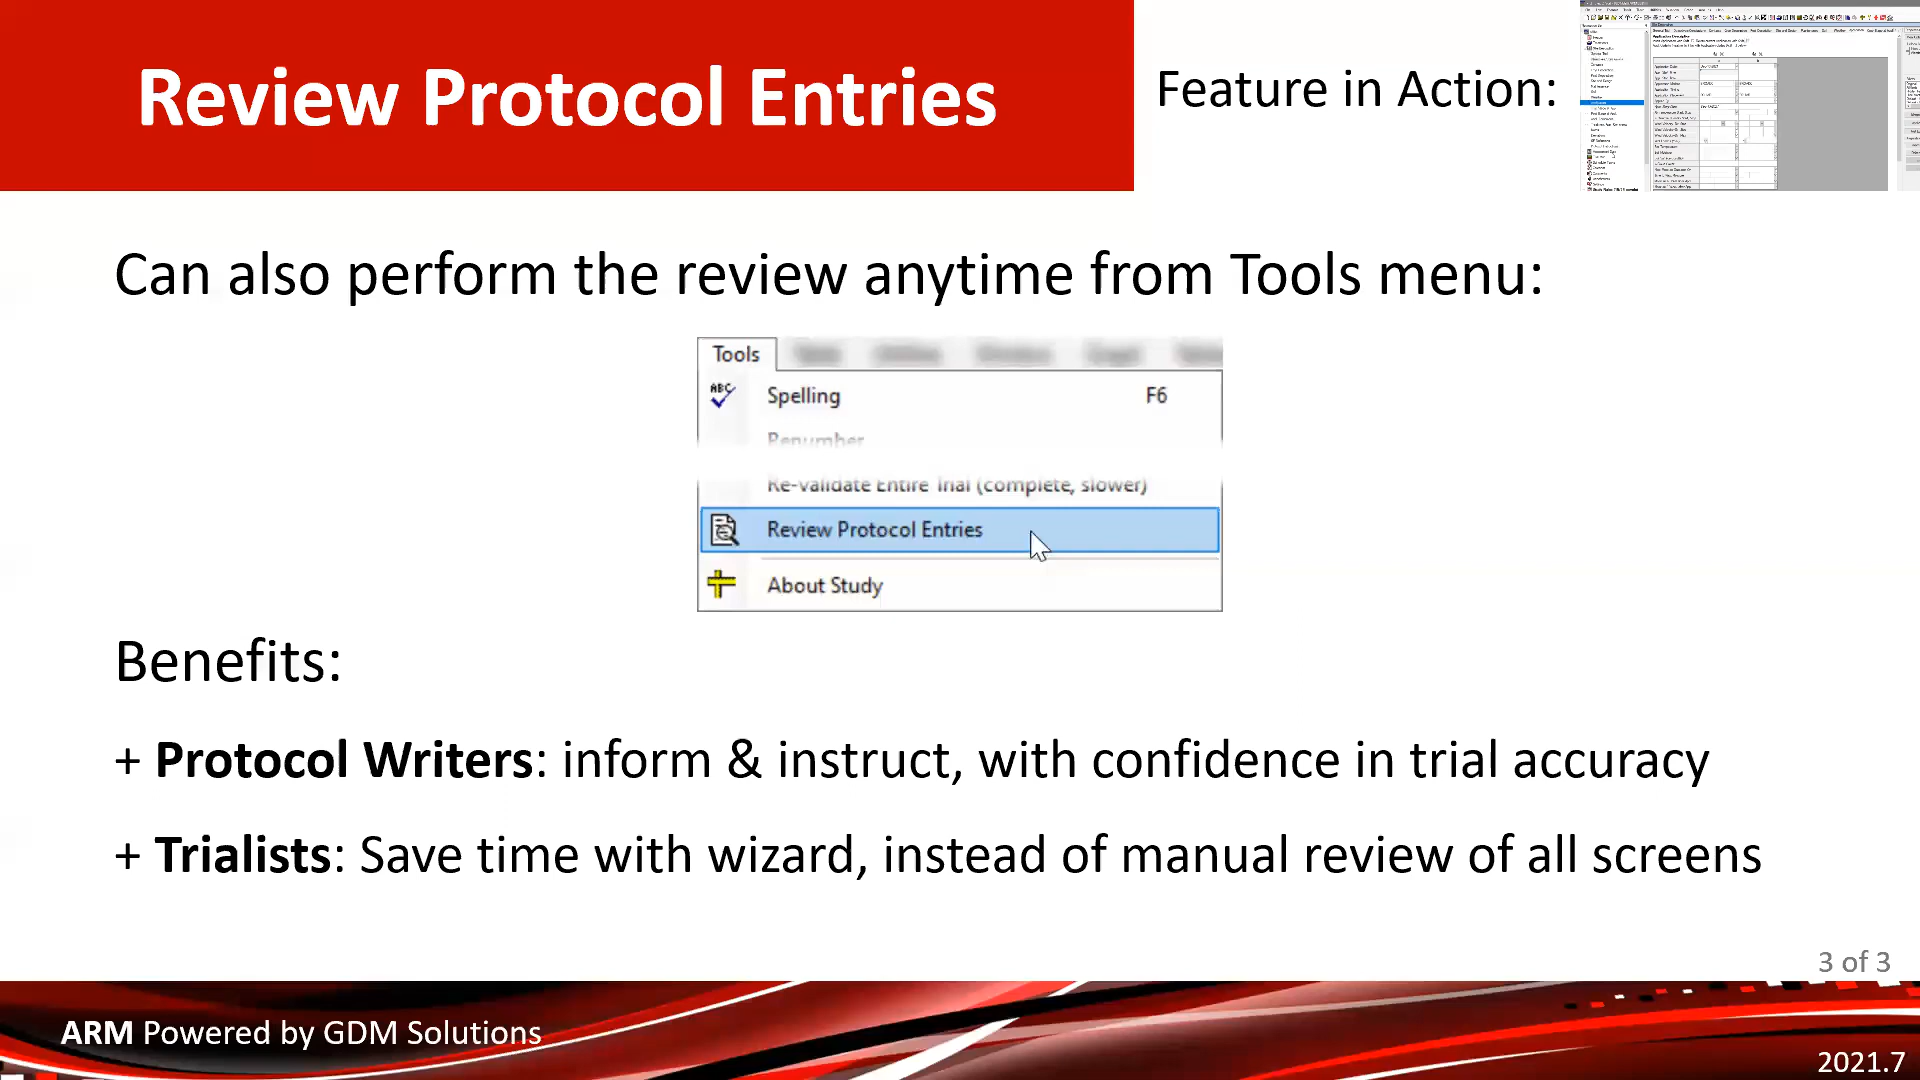 Review Protocol Entries
Feature in Action:
Can also perform the review anytime from Tools menu:
Tools
Spelling F6
Renumber
Re-validate Entire Trial (complete, slower)
Review Protocol Entries
About Study
Benefits:
+ Protocol Writers: inform & instruct, with confidence in trial accuracy
+ Trialists: Save time with wizard, instead of manual review of all screens
3 of 3
ARM Powered by GDM Solutions
2021.7